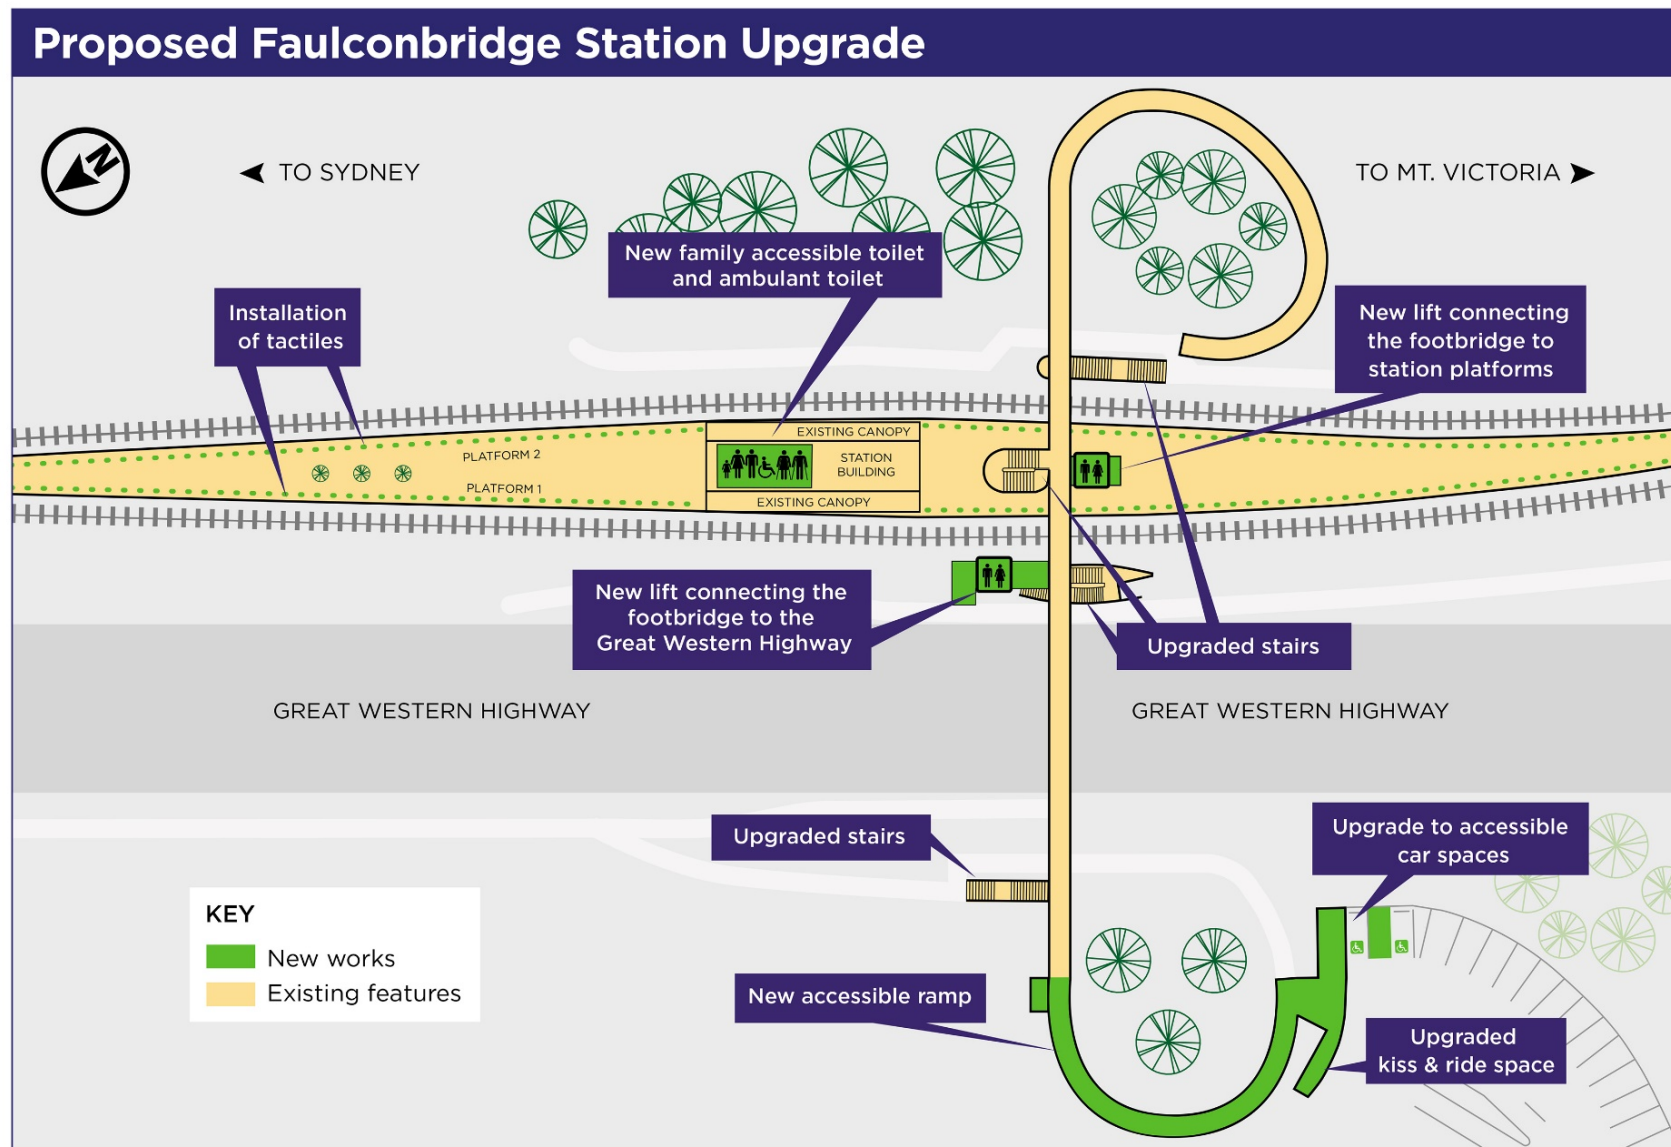 Proposed Faulconbridge Station Upgrade
N
TO SYDNEY
TO MT. VICTORIA
New family accessible toilet
and ambulant toilet
Installation
of tactiles
New lift connecting
the footbridge to
station platforms
EXISTING CANOPY
PLATFORM 2
STATION
BUILDING
PLATFORM 1
EXISTING CANOPY
New lift connecting the
footbridge to the
Great Western Highway
Upgraded stairs
GREAT WESTERN HIGHWAY
GREAT WESTERN HIGHWAY
Upgraded stairs
Upgrade to accessible
car spaces
KEY
New works
Existing features
New accessible ramp
Upgraded
kiss & ride space